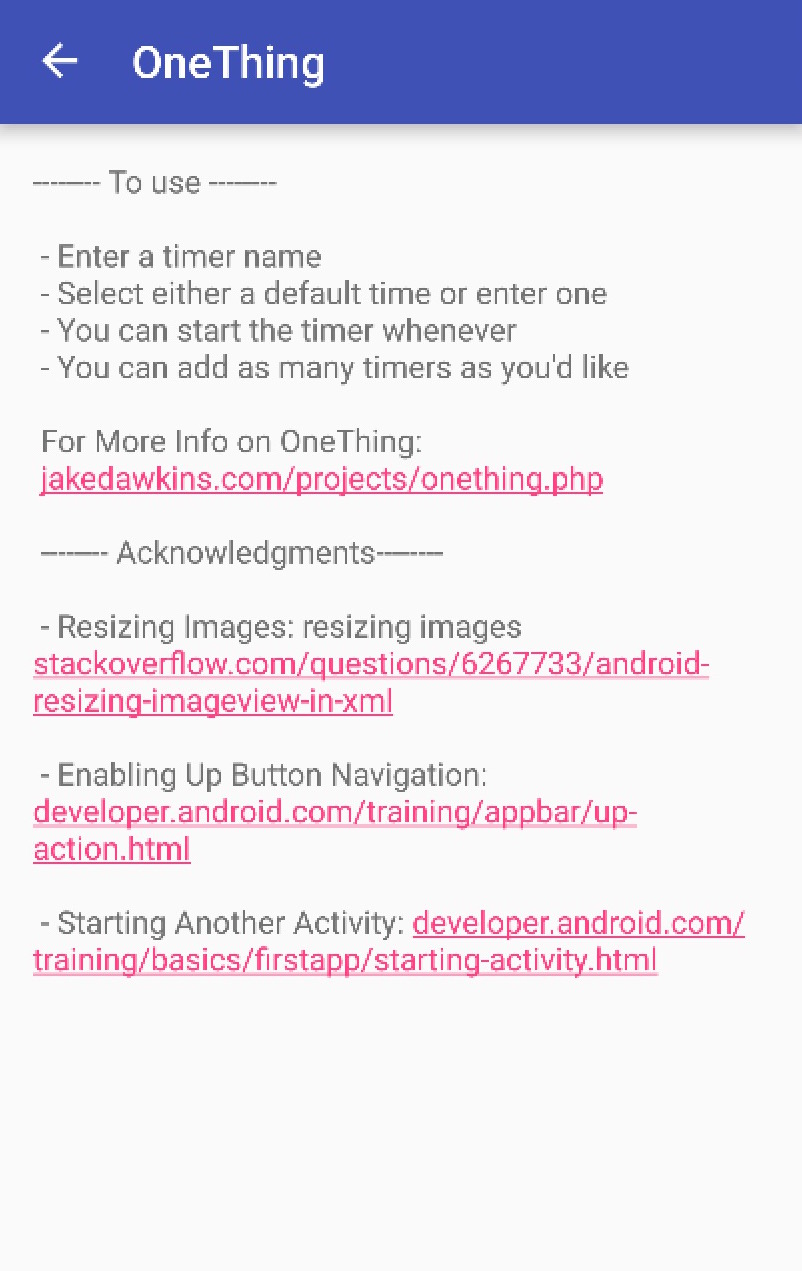 OneThing
-------- To use --------
- Enter a timer name
- Select either a default time or enter one
- You can start the timer whenever
- You can add as many timers as you'd like
For More Info on OneThing:
jakedawkins.com/projects/onething.php
-------- Acknowledgments--------
- Resizing Images: resizing images
stackoverflow.com/questions/6267733/android-
resizing-imageview-in-xml
- Enabling Up Button Navigation:
developer.android.com/training/appbar/up-
action.html
- Starting Another Activity: developer.android.com/
training/basics/firstapp/starting-activity.html